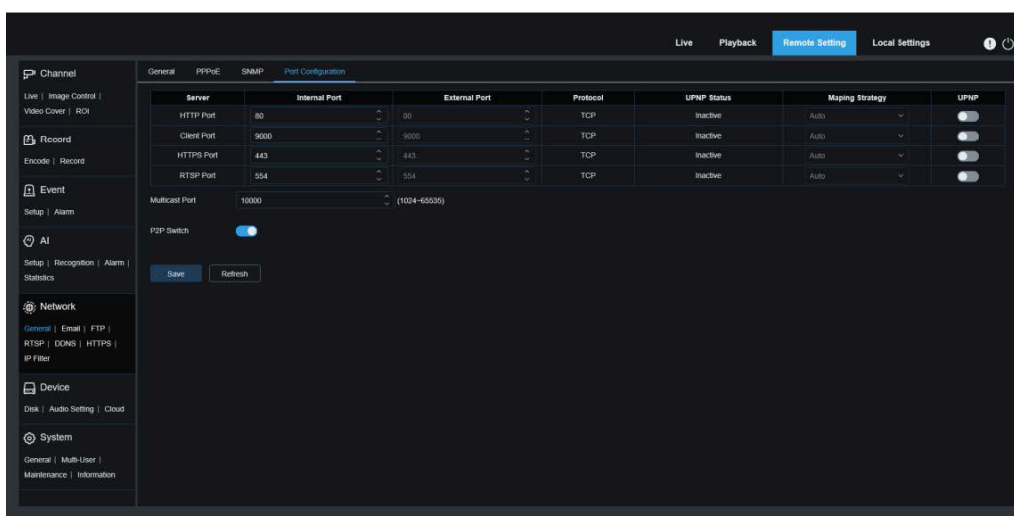 Live Playback Remote Setting Local Settings
Channel
Live | Image Control |
Video Cover | ROI
Record
Encode | Record
Event
Setup | Alarm
AI
Setup | Recognition | Alarm |
Statistics
Network
General | Email | FTP |
RTSP | DDNS | HTTPS |
IP Filter
Device
Disk | Audio Setting | Cloud
System
General | Multi-User |
Maintenance | Information
General PPPoE SNMP Port Configuration
Server Internal Port External Port Protocol UPNP Status Maping Strategy UPNP
HTTP Port 80 80 TCP Inactive Auto
Client Port 9000 9000 TCP Inactive Auto
HTTPS Port 443 443 TCP Inactive Auto
RTSP Port 554 554 TCP Inactive Auto
Multicast Port 10000 (1024~65535)
P2P Switch
Save Refresh